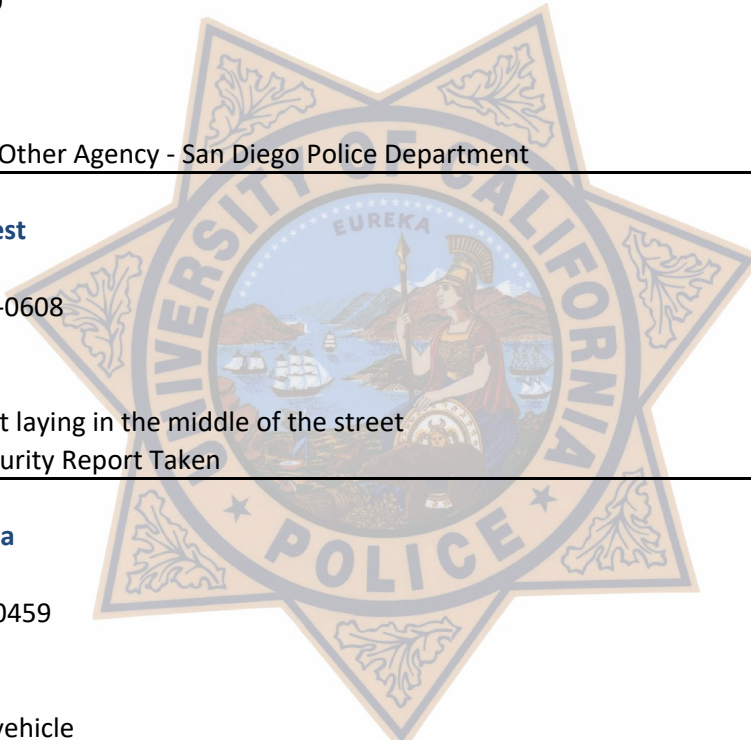 Other Agency - San Diego Police Department
est
-0608
t laying in the middle of the street
urity Report Taken
a
0459
vehicle
UNIVERSITY OF CALIFORNIA
EUREKA
POLICE